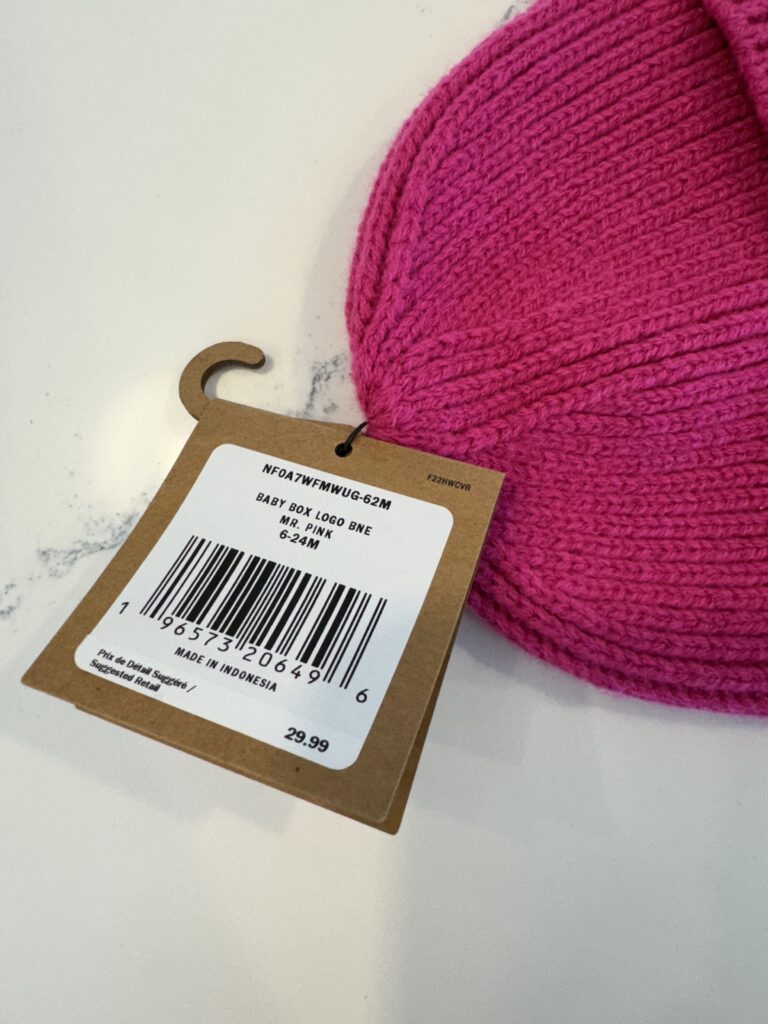 NF0A7WFMWUG-62M
F22HWCVR
BABY BOX LOGO BNE
MR. PINK
6-24M
1 96573 20649 6
MADE IN INDONESIA
Prix de Détail Suggéré /
Suggested Retail
29.99